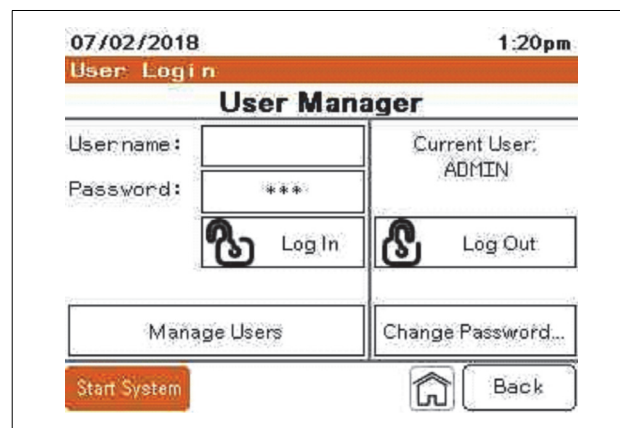 07/02/2018 1:20pm
User Login
User Manager
Username:
Current User:
ADMIN
Password: ***
Log In
Log Out
Manage Users
Change Password...
Start System
Back